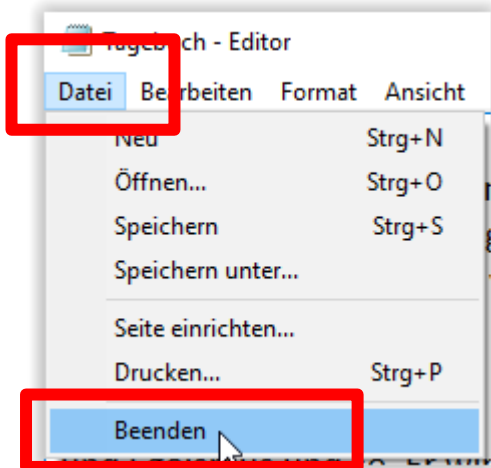 Tagebuch - Editor
Datei Bearbeiten Format Ansicht
Neu Strg+N
Öffnen... Strg+O
Speichern Strg+S
Speichern unter...
Seite einrichten...
Drucken... Strg+P
Beenden